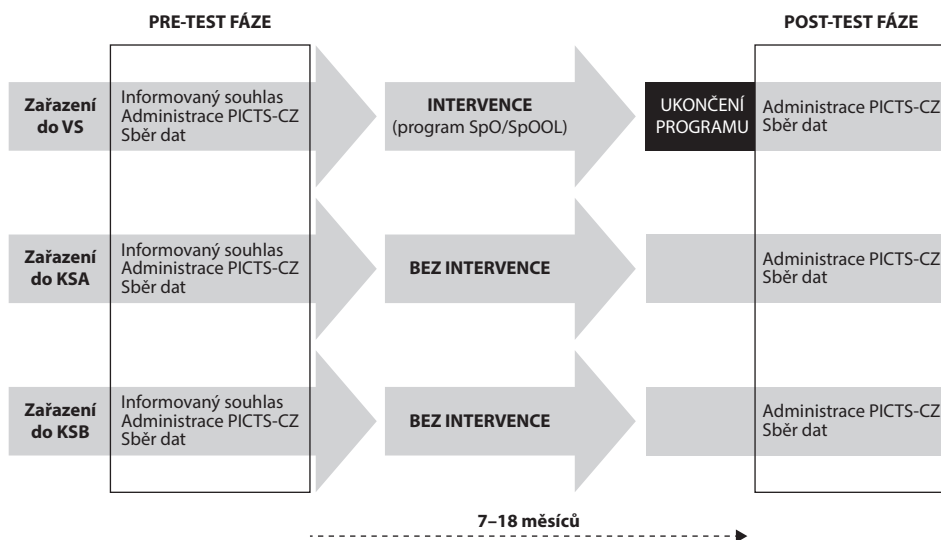 PRE-TEST FÁZE
POST-TEST FÁZE
Zařazení
do VS
Informovaný souhlas
Administrace PICTS-CZ
Sběr dat
INTERVENCE
(program SpO/SpOOL)
UKONČENÍ
PROGRAMU
Administrace PICTS-CZ
Sběr dat
Zařazení
do KSA
Informovaný souhlas
Administrace PICTS-CZ
Sběr dat
BEZ INTERVENCE
Administrace PICTS-CZ
Sběr dat
Zařazení
do KSB
Informovaný souhlas
Administrace PICTS-CZ
Sběr dat
BEZ INTERVENCE
Administrace PICTS-CZ
Sběr dat
7–18 měsíců